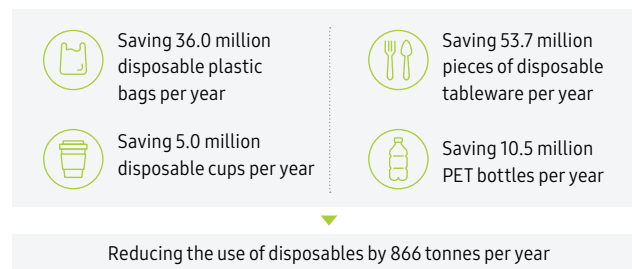 Saving 36.0 million
disposable plastic
bags per year
Saving 53.7 million
pieces of disposable
tableware per year
Saving 5.0 million
disposable cups per year
Saving 10.5 million
PET bottles per year
Reducing the use of disposables by 866 tonnes per year